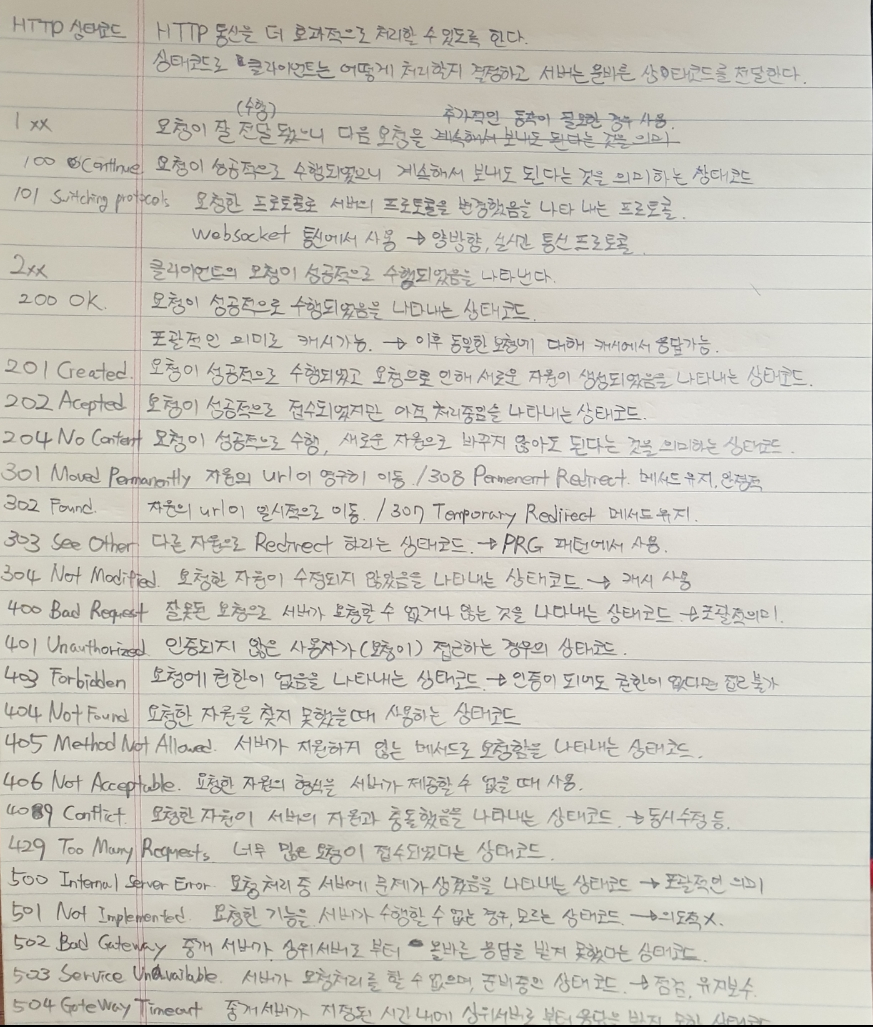 HTTP 상태코드 HTTP 통신을 더 효과적으로 처리할 수 있도록 한다.
상태코드로 클라이언트는 어떻게 처리할지 결정하고 서버는 올바른 상태코드를 전달한다.
(수행) 추가적인 동작이 필요한 경우 사용.
1xx 요청이 잘 전달 됐으니 다음 요청을 계속해서 보내도 된다는 것을 의미
100 Continue 요청이 성공적으로 수행되었으니 계속해서 보내도 된다는 것을 의미하는 상태코드
101 Switching protocols 요청한 프로토콜로 서버의 프로토콜을 변경했음을 나타내는 프로토콜.
Websocket 통신에서 사용 → 양방향, 실시간 통신 프로토콜
2xx 클라이언트의 요청이 성공적으로 수행되었음을 나타낸다.
200 OK. 요청이 성공적으로 수행되었음을 나타내는 상태코드.
포괄적인 의미로 캐시가능. → 이후 동일한 요청에 대해 캐시에서 응답가능.
201 Created. 요청이 성공적으로 수행되었고 요청으로 인해 새로운 자원이 생성되었음을 나타내는 상태코드.
202 Acepted 요청이 성공적으로 접수되었지만 아직 처리중임을 나타내는 상태코드.
204 No Content 요청이 성공적으로 수행, 새로운 자원으로 바꾸지 않아도 된다는 것을 의미하는 상태코드
301 Moved Permanantly 자원의 url이 영구히 이동. /308 Permenent Redirect. 메서드 유지, 안정적
302 Found. 자원의 url이 일시적으로 이동. /307 Temporary Redirect 메서드 유지.
303 See Other 다른 자원으로 Redirect 하라는 상태코드. → PRG 패턴에서 사용.
304 Not Modified. 요청한 자원이 수정되지 않았음을 나타내는 상태코드 → 캐시 사용
400 Bad Request 잘못된 요청으로 서버가 요청할 수 없거나 않는 것을 나타내는 상태코드 → 포괄적의미.
401 Unauthorized. 인증되지 않은 사용자가 (요청이) 접근하는 경우의 상태코드.
403 Forbidden 요청에 권한이 없음을 나타내는 상태코드. → 인증이 되어도 권한이 없다면 접근 불가
404 Not Found 요청한 자원을 찾지 못했을때 사용하는 상태코드
405 Method Not Allowed. 서버가 지원하지 않는 메서드로 요청함을 나타내는 상태코드.
406 Not Acceptable. 요청한 자원의 형식을 서버가 제공할 수 없을 때 사용.
409 Conflict. 요청한 자원이 서버의 자원과 충돌했음을 나타내는 상태코드. → 동시수정 등.
429 Too Many Requests. 너무 많은 요청이 접수되었다는 상태코드.
500 Internal Server Error. 요청 처리 중 서버에 문제가 생겼음을 나타내는 상태코드 → 포괄적인 의미
501 Not Implemented. 요청한 기능을 서버가 수행할 수 없는 경우, 모르는 상태코드 → 의도적 X.
502 Bad Gateway 중개 서버가 상위서버로 부터 올바른 응답을 받지 못했다는 상태코드.
503 Service Unavailable. 서버가 요청처리를 할 수 없으며, 준비중인 상태코드. → 점검, 유지보수.
504 GateWay Timeout 중개서버가 지정된 시간 내에 상위서버로 부터 응답을 받지 못한 상태코드